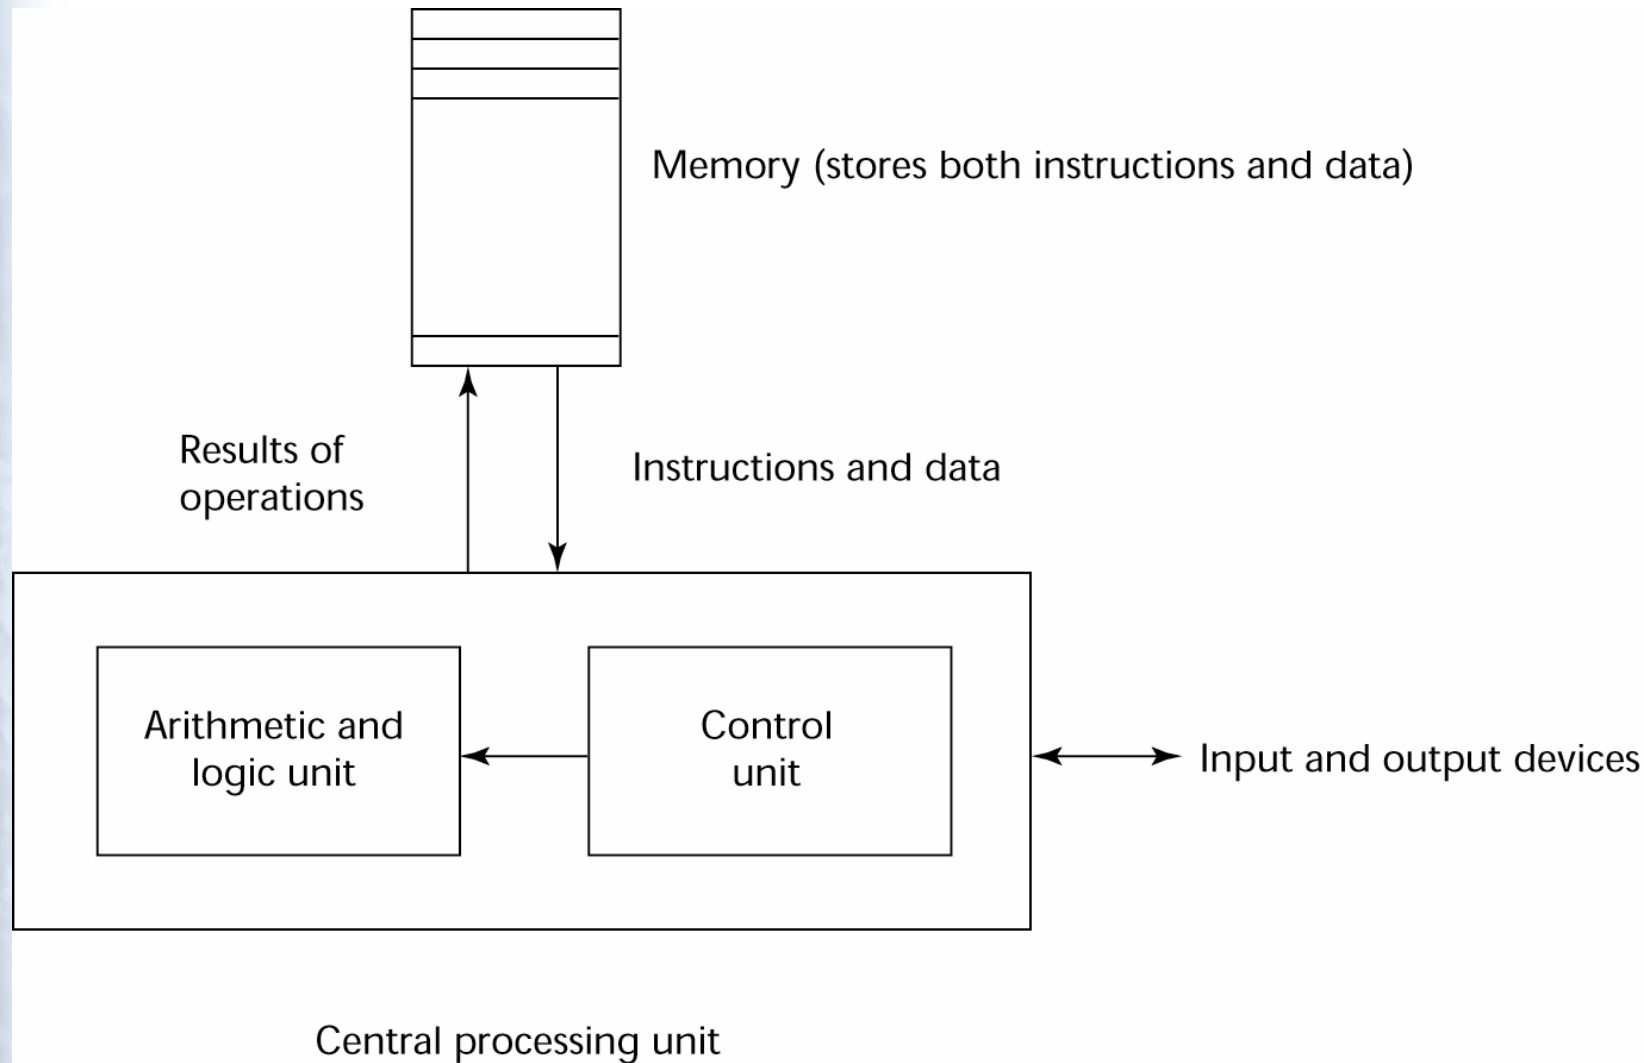 Memory (stores both instructions and data)
Results of
operations
Instructions and data
Arithmetic and
logic unit
Control
unit
Input and output devices
Central processing unit